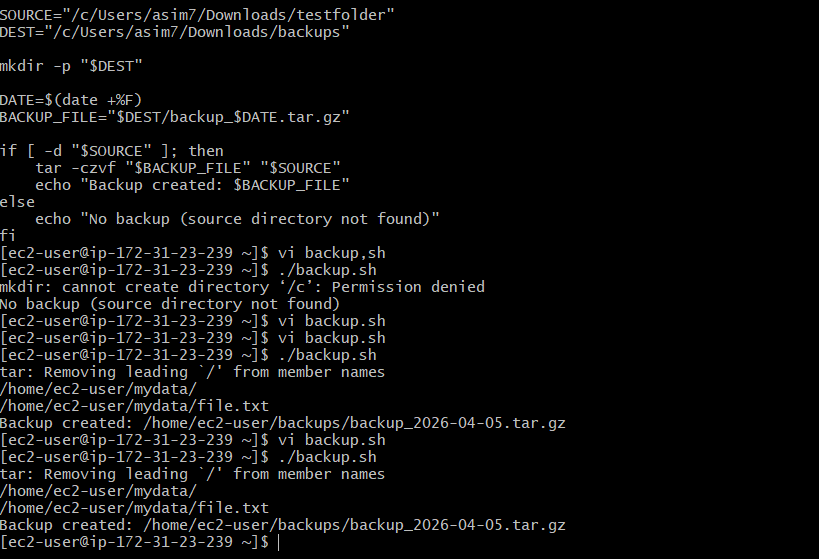 SOURCE="/c/Users/asim7/Downloads/testfolder"
DEST="/c/Users/asim7/Downloads/backups"
mkdir -p "$DEST"
DATE=$(date +%F)
BACKUP_FILE="$DEST/backup_$DATE.tar.gz"
if [ -d "$SOURCE" ]; then
    tar -czvf "$BACKUP_FILE" "$SOURCE"
    echo "Backup created: $BACKUP_FILE"
else
    echo "No backup (source directory not found)"
fi
[ec2-user@ip-172-31-23-239 ~]$ vi backup,sh
[ec2-user@ip-172-31-23-239 ~]$ ./backup.sh
mkdir: cannot create directory ‘/c’: Permission denied
No backup (source directory not found)
[ec2-user@ip-172-31-23-239 ~]$ vi backup.sh
[ec2-user@ip-172-31-23-239 ~]$ vi backup.sh
[ec2-user@ip-172-31-23-239 ~]$ ./backup.sh
tar: Removing leading `/' from member names
/home/ec2-user/mydata/
/home/ec2-user/mydata/file.txt
Backup created: /home/ec2-user/backups/backup_2026-04-05.tar.gz
[ec2-user@ip-172-31-23-239 ~]$ vi backup.sh
[ec2-user@ip-172-31-23-239 ~]$ ./backup.sh
tar: Removing leading `/' from member names
/home/ec2-user/mydata/
/home/ec2-user/mydata/file.txt
Backup created: /home/ec2-user/backups/backup_2026-04-05.tar.gz
[ec2-user@ip-172-31-23-239 ~]$